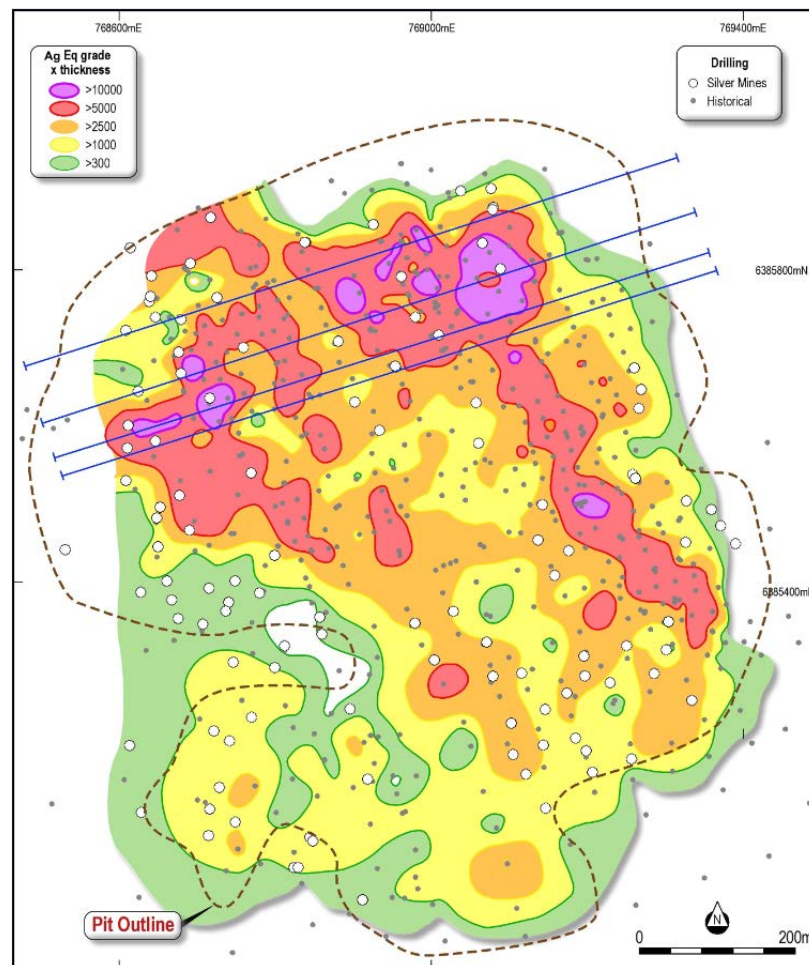 768600mE
769000mE
769400mE
Ag Eq grade
x thickness
>10000
>5000
>2500
>1000
>300
Drilling
Silver Mines
Historical
6385800mN
6385400mN
Pit Outline
N
0
200m